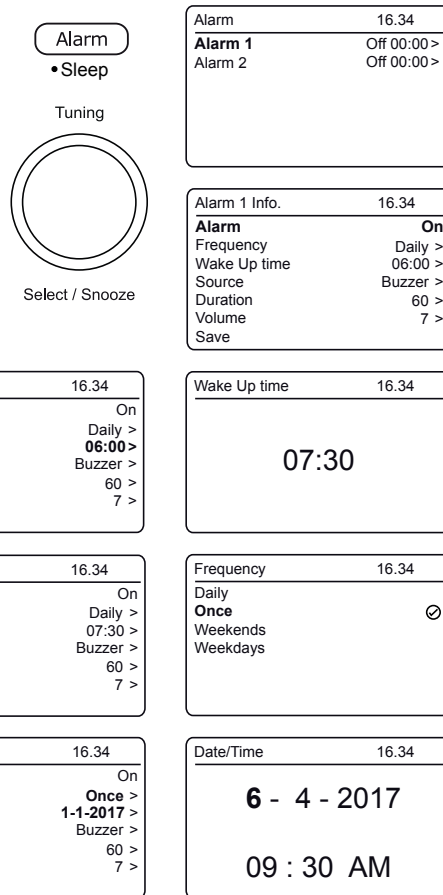 Alarm
•Sleep
Tuning
Select / Snooze
Alarm 16.34
Alarm 1 Off 00:00>
Alarm 2 Off 00:00>
Alarm 1 Info. 16.34
Alarm On
Frequency Daily >
Wake Up time 06:00 >
Source Buzzer >
Duration 60 >
Volume 7 >
Save
16.34
On
Daily >
06:00>
Buzzer >
60 >
7 >
Wake Up time 16.34
07:30
16.34
On
Daily >
07:30 >
Buzzer >
60 >
7 >
Frequency 16.34
Daily
Once
Weekends
Weekdays
16.34
On
Once >
1-1-2017 >
Buzzer >
60 >
7 >
Date/Time 16.34
6 - 4 - 2017
09 : 30 AM